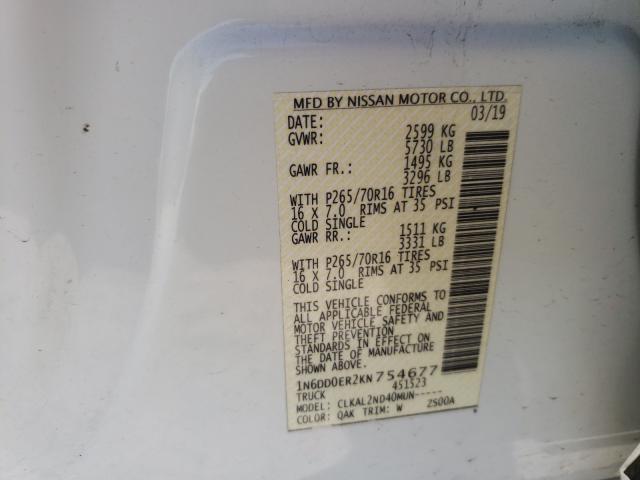 MFD BY NISSAN MOTOR CO., LTD.
DATE: 03/19
GVWR: 2599 KG
5730 LB
GAWR FR.: 1495 KG
3296 LB
WITH P265/70R16 TIRES
16 X 7.0 RIMS AT 35 PSI
COLD SINGLE
GAWR RR.: 1511 KG
3331 LB
WITH P265/70R16 TIRES
16 X 7.0 RIMS AT 35 PSI
COLD SINGLE
THIS VEHICLE CONFORMS TO
ALL APPLICABLE FEDERAL
MOTOR VEHICLE SAFETY AND
THEFT PREVENTION
STANDARDS IN EFFECT ON
THE DATE OF MANUFACTURE
SHOWN ABOVE.
1N6DD0ER2KN754677
TRUCK 451523
MODEL: CLKAL2ND40MUN-----
COLOR: QAK TRIM: W ZS00A